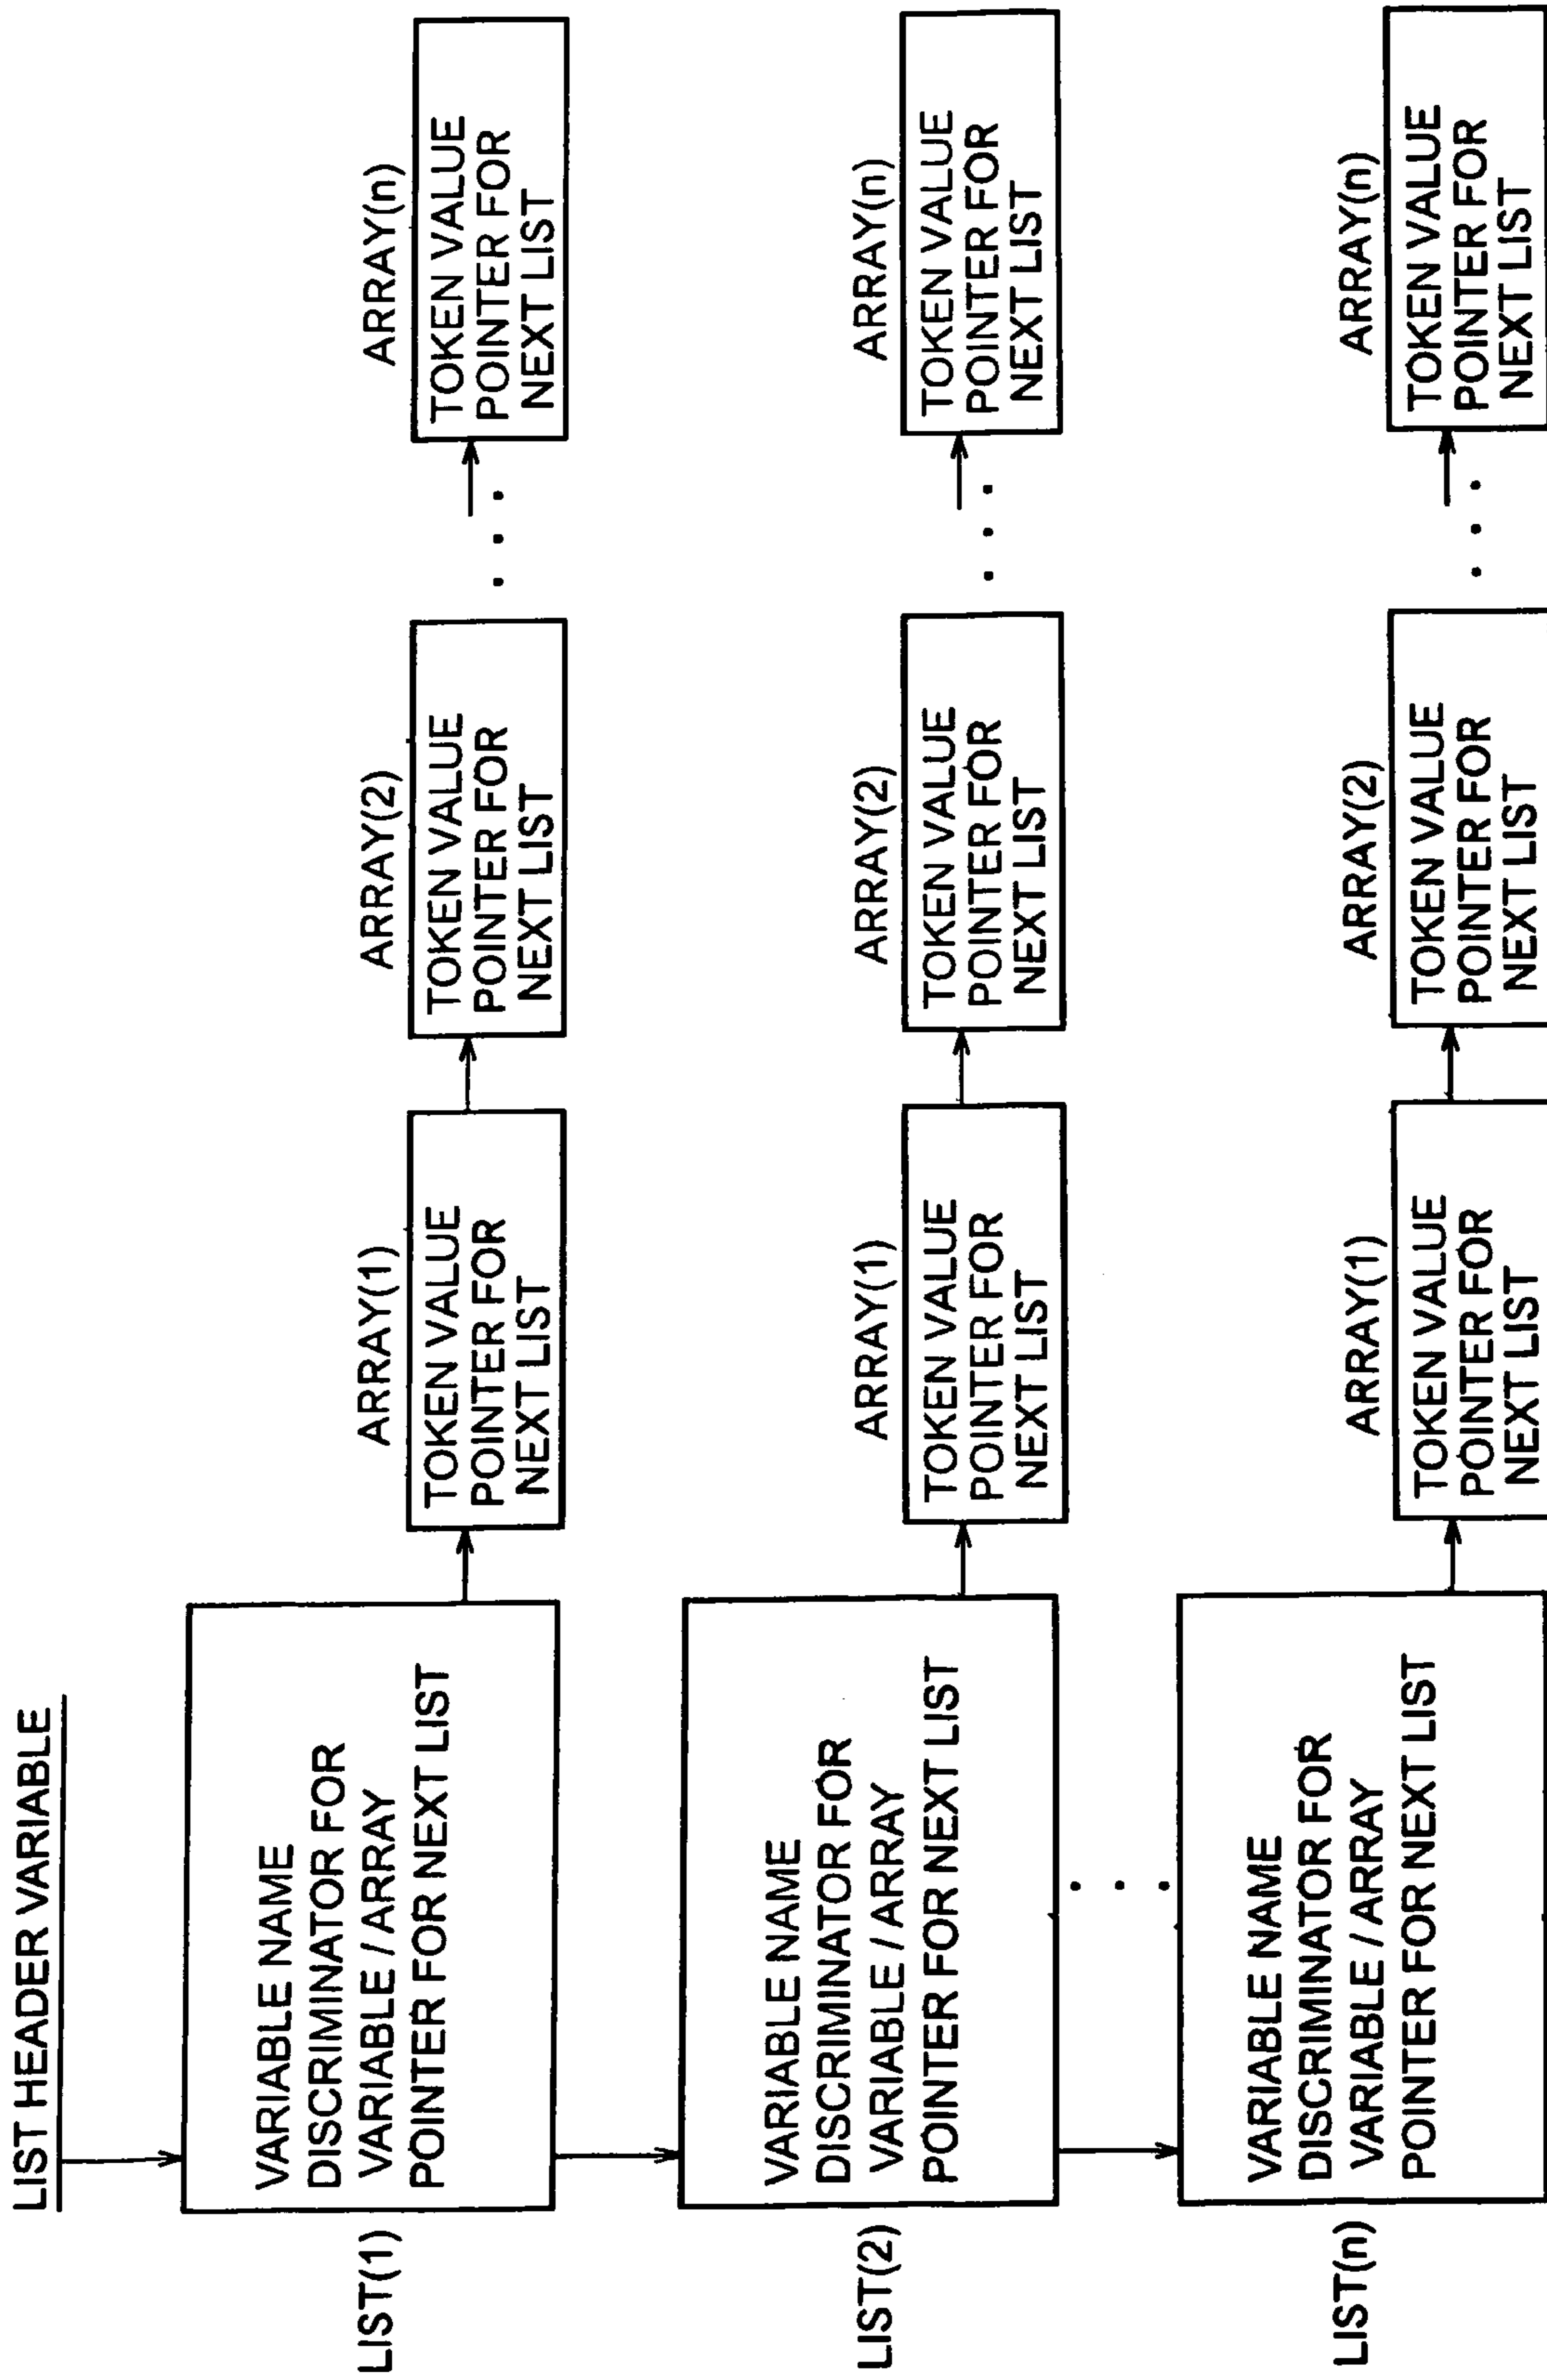 LIST HEADER VARIABLE
LIST(1)
VARIABLE NAME
DISCRIMINATOR FOR
VARIABLE / ARRAY
POINTER FOR NEXT LIST
ARRAY(1)
TOKEN VALUE
POINTER FOR
NEXT LIST
ARRAY(2)
TOKEN VALUE
POINTER FOR
NEXT LIST
. . .
ARRAY(n)
TOKEN VALUE
POINTER FOR
NEXT LIST
LIST(2)
VARIABLE NAME
DISCRIMINATOR FOR
VARIABLE / ARRAY
POINTER FOR NEXT LIST
ARRAY(1)
TOKEN VALUE
POINTER FOR
NEXT LIST
ARRAY(2)
TOKEN VALUE
POINTER FOR
NEXT LIST
. . .
ARRAY(n)
TOKEN VALUE
POINTER FOR
NEXT LIST
. . .
LIST(n)
VARIABLE NAME
DISCRIMINATOR FOR
VARIABLE / ARRAY
POINTER FOR NEXT LIST
ARRAY(1)
TOKEN VALUE
POINTER FOR
NEXT LIST
ARRAY(2)
TOKEN VALUE
POINTER FOR
NEXT LIST
. . .
ARRAY(n)
TOKEN VALUE
POINTER FOR
NEXT LIST